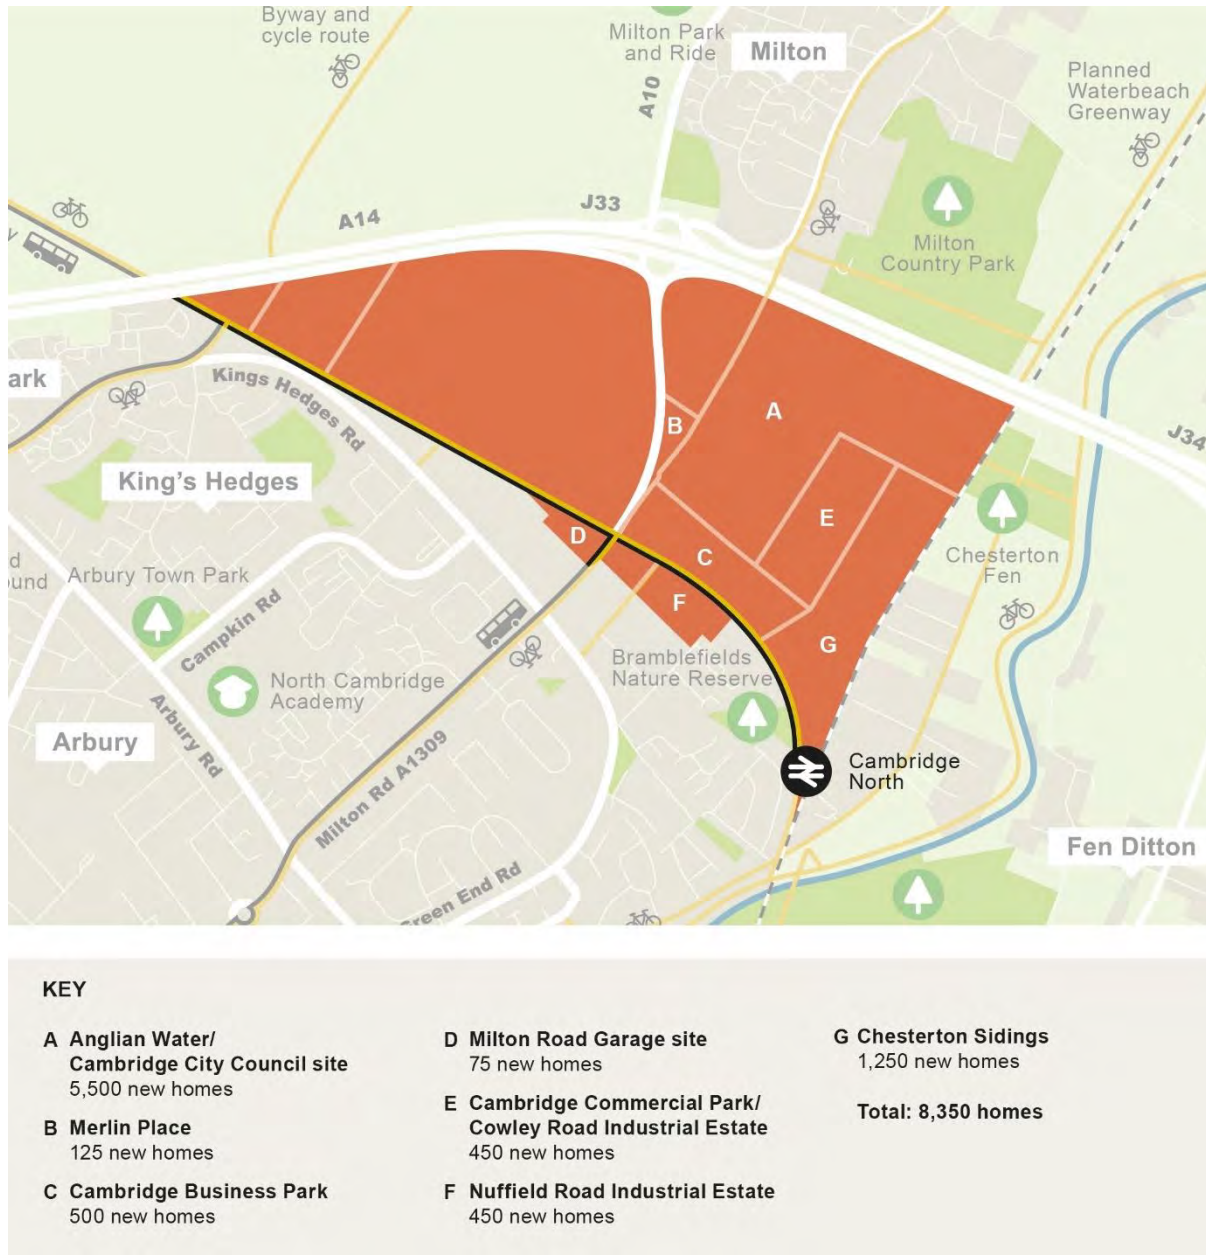 Byway and
cycle route
Milton Park
and Ride
Milton
A10
Planned
Waterbeach
Greenway
J33
A14
Milton
Country Park
ark
Kings Hedges Rd
J34
A
B
King's Hedges
E
D
C
Chesterton
Fen
Arbury Town Park
Campkin Rd
F
G
Bramblefields
Nature Reserve
North Cambridge
Academy
Arbury
Arbury Rd
Milton Rd A1309
Cambridge
North
Fen Ditton
Green End Rd
KEY
A Anglian Water/
Cambridge City Council site
5,500 new homes
B Merlin Place
125 new homes
C Cambridge Business Park
500 new homes
D Milton Road Garage site
75 new homes
E Cambridge Commercial Park/
Cowley Road Industrial Estate
450 new homes
F Nuffield Road Industrial Estate
450 new homes
G Chesterton Sidings
1,250 new homes
Total: 8,350 homes